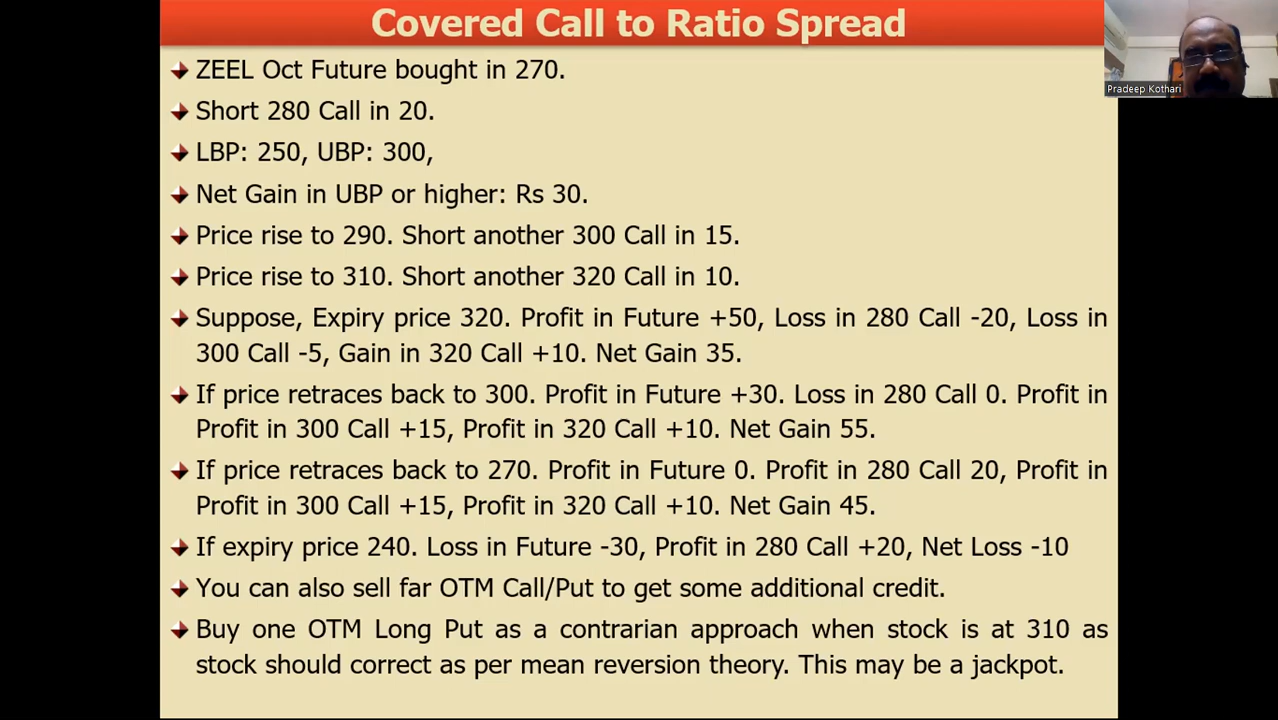 Covered Call to Ratio Spread
Pradeep Kothari
ZEEL Oct Future bought in 270.
Short 280 Call in 20.
LBP: 250, UBP: 300,
Net Gain in UBP or higher: Rs 30.
Price rise to 290. Short another 300 Call in 15.
Price rise to 310. Short another 320 Call in 10.
Suppose, Expiry price 320. Profit in Future +50, Loss in 280 Call -20, Loss in
300 Call -5, Gain in 320 Call +10. Net Gain 35.
If price retraces back to 300. Profit in Future +30. Loss in 280 Call 0. Profit in
Profit in 300 Call +15, Profit in 320 Call +10. Net Gain 55.
If price retraces back to 270. Profit in Future 0. Profit in 280 Call 20, Profit in
Profit in 300 Call +15, Profit in 320 Call +10. Net Gain 45.
If expiry price 240. Loss in Future -30, Profit in 280 Call +20, Net Loss -10
You can also sell far OTM Call/Put to get some additional credit.
Buy one OTM Long Put as a contrarian approach when stock is at 310 as
stock should correct as per mean reversion theory. This may be a jackpot.